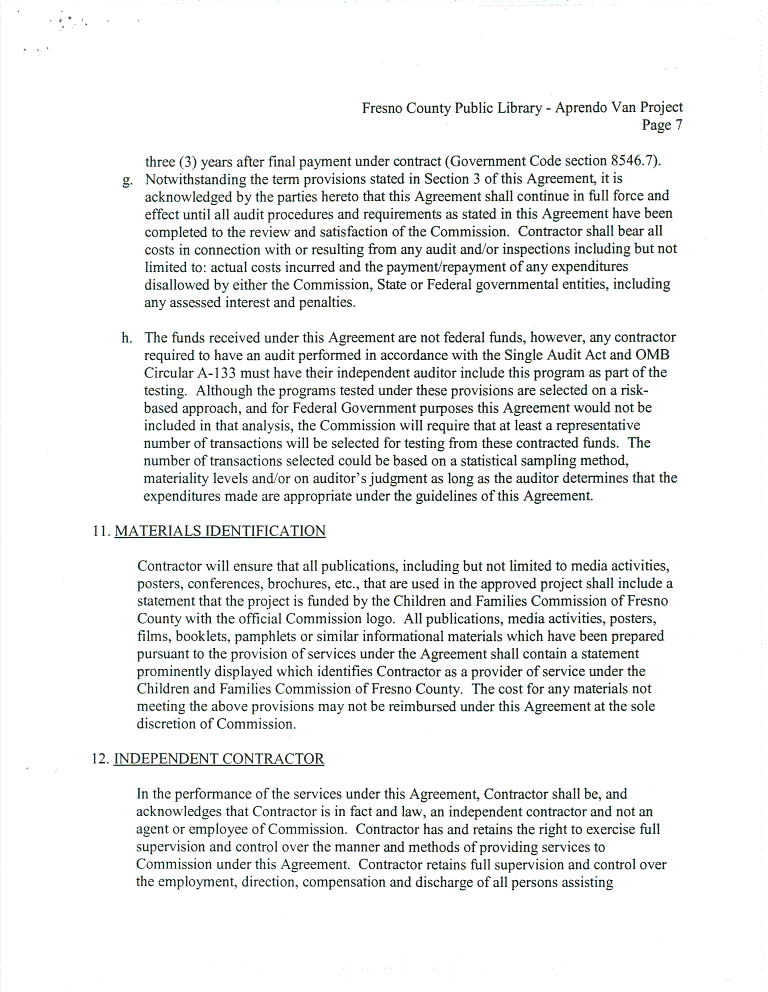 Fresno County Public Library - Aprendo Van Project
Page 7
three (3) years after final payment under contract (Government Code section 8546.7).
g. Notwithstanding the term provisions stated in Section 3 of this Agreement, it is
acknowledged by the parties hereto that this Agreement shall continue in full force and
effect until all audit procedures and requirements as stated in this Agreement have been
completed to the review and satisfaction of the Commission. Contractor shall bear all
costs in connection with or resulting from any audit and/or inspections including but not
limited to: actual costs incurred and the payment/repayment of any expenditures
disallowed by either the Commission, State or Federal governmental entities, including
any assessed interest and penalties.
h. The funds received under this Agreement are not federal funds, however, any contractor
required to have an audit performed in accordance with the Single Audit Act and OMB
Circular A-133 must have their independent auditor include this program as part of the
testing. Although the programs tested under these provisions are selected on a risk-
based approach, and for Federal Government purposes this Agreement would not be
included in that analysis, the Commission will require that at least a representative
number of transactions will be selected for testing from these contracted funds. The
number of transactions selected could be based on a statistical sampling method,
materiality levels and/or on auditor's judgment as long as the auditor determines that the
expenditures made are appropriate under the guidelines of this Agreement.
11. MATERIALS IDENTIFICATION
Contractor will ensure that all publications, including but not limited to media activities,
posters, conferences, brochures, etc., that are used in the approved project shall include a
statement that the project is funded by the Children and Families Commission of Fresno
County with the official Commission logo. All publications, media activities, posters,
films, booklets, pamphlets or similar informational materials which have been prepared
pursuant to the provision of services under the Agreement shall contain a statement
prominently displayed which identifies Contractor as a provider of service under the
Children and Families Commission of Fresno County. The cost for any materials not
meeting the above provisions may not be reimbursed under this Agreement at the sole
discretion of Commission.
12. INDEPENDENT CONTRACTOR
In the performance of the services under this Agreement, Contractor shall be, and
acknowledges that Contractor is in fact and law, an independent contractor and not an
agent or employee of Commission. Contractor has and retains the right to exercise full
supervision and control over the manner and methods of providing services to
Commission under this Agreement. Contractor retains full supervision and control over
the employment, direction, compensation and discharge of all persons assisting